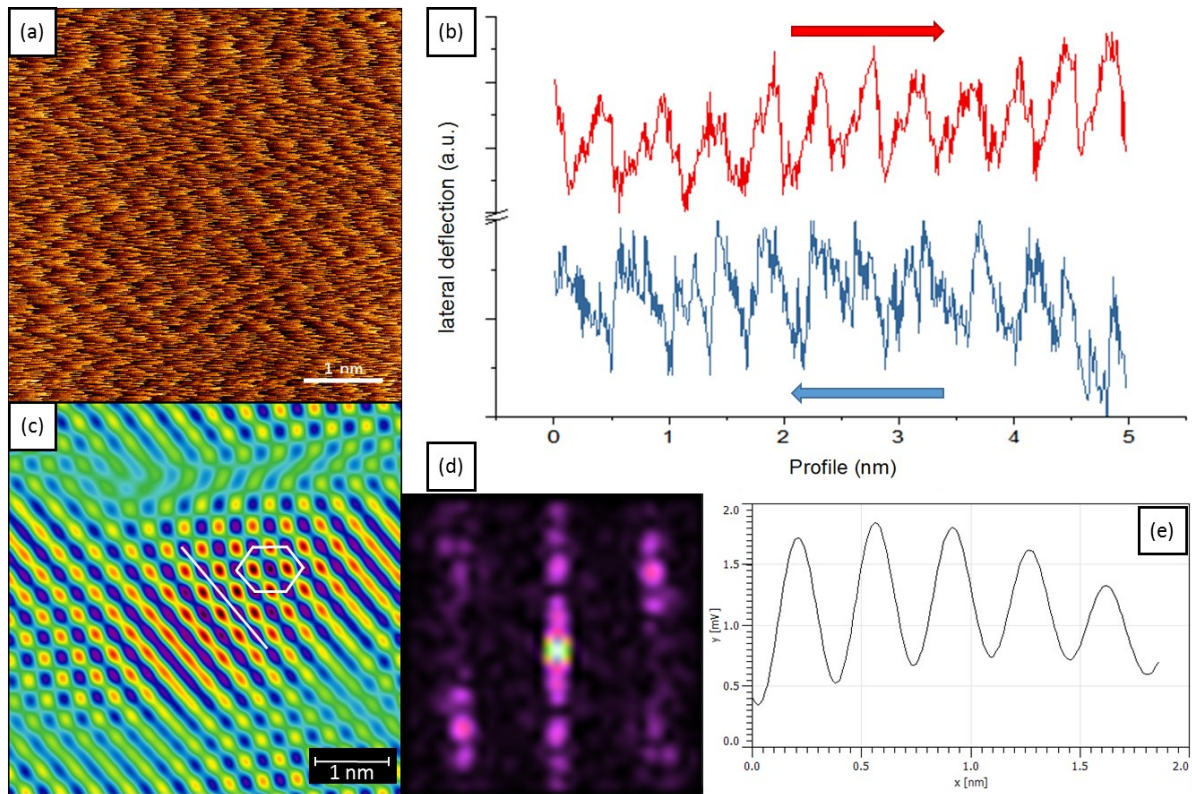 (a)
1 nm
(b)
lateral deflection (a.u.)
0 1 2 3 4 5
Profile (nm)
(c)
1 nm
(d)
(e)
2.0
1.5
1.0
0.5
0.0
y [mV]
0.0 0.5 1.0 1.5 2.0
x [nm]